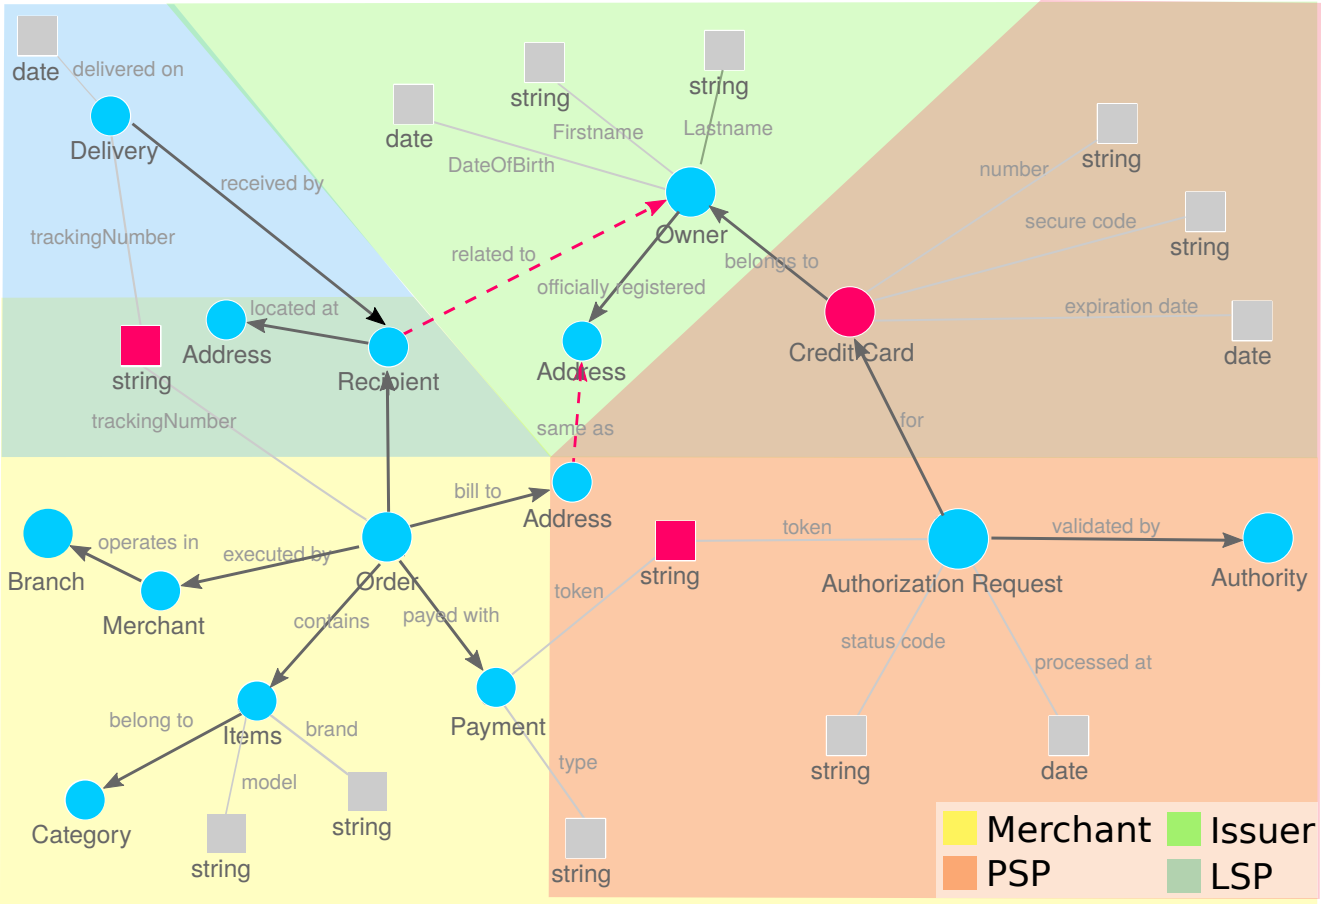 date
delivered on
Delivery
received by
trackingNumber
string
trackingNumber
located at
Address
Recipient
related to
date
string
string
DateOfBirth
Firstname
Lastname
Owner
officially registered
belongs to
Address
same as
Address
number
string
secure code
string
expiration date
date
Credit Card
for
bill to
Order
executed by
operates in
Branch
Merchant
contains
payed with
belong to
Items
brand
model
Category
string
string
Payment
token
string
token
type
string
Authorization Request
validated by
Authority
status code
processed at
string
date
Merchant
Issuer
PSP
LSP